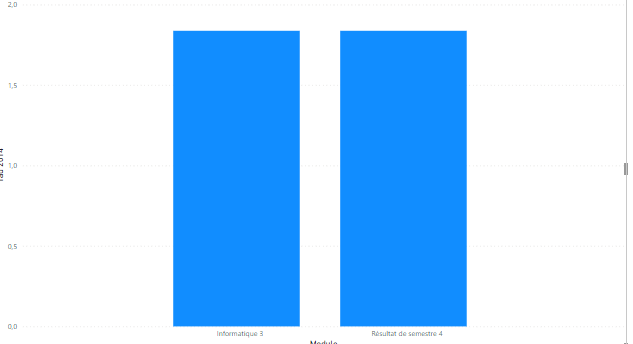 2,0
1,5
1,0
0,5
0,0
Informatique 3 Résultat de semestre 4
Module